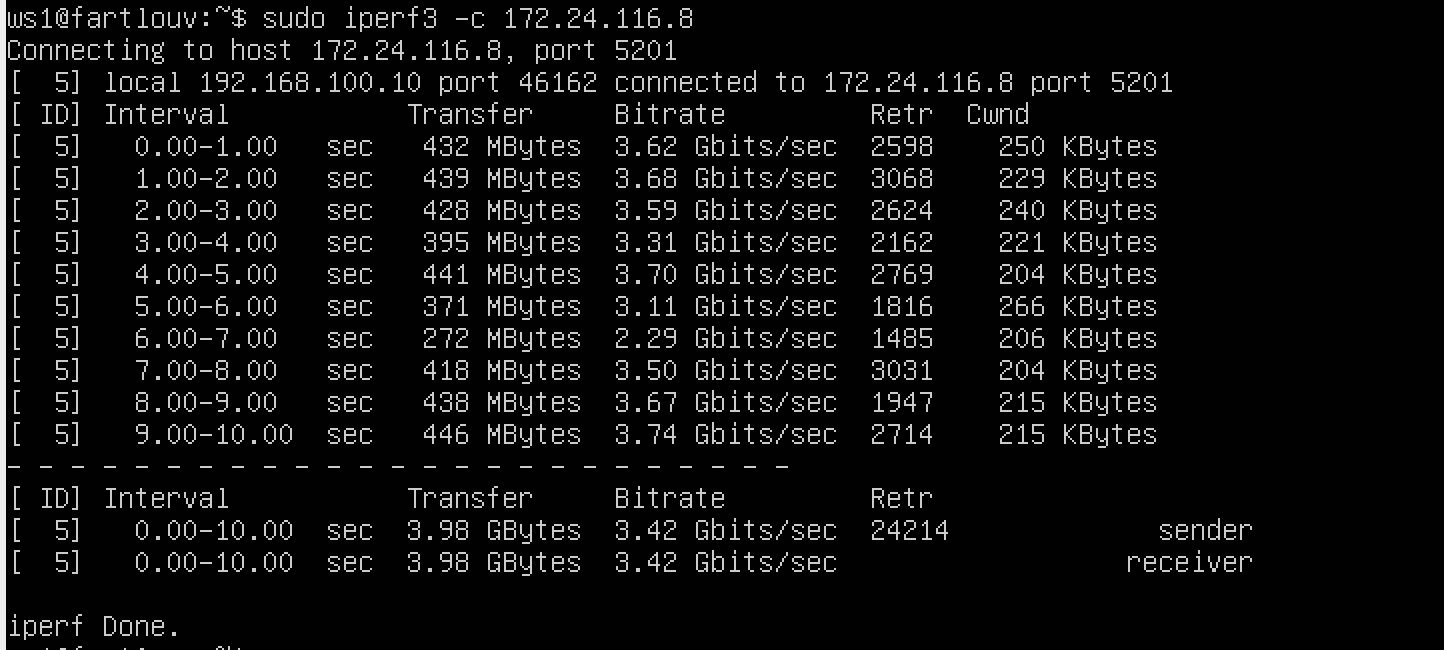 ws1@fartlouv:~$ sudo iperf3 -c 172.24.116.8
Connecting to host 172.24.116.8, port 5201
[  5] local 192.168.100.10 port 46162 connected to 172.24.116.8 port 5201
[ ID] Interval           Transfer     Bitrate         Retr  Cwnd
[  5]   0.00-1.00   sec   432 MBytes  3.62 Gbits/sec  2598    250 KBytes
[  5]   1.00-2.00   sec   439 MBytes  3.68 Gbits/sec  3068    229 KBytes
[  5]   2.00-3.00   sec   428 MBytes  3.59 Gbits/sec  2624    240 KBytes
[  5]   3.00-4.00   sec   395 MBytes  3.31 Gbits/sec  2162    221 KBytes
[  5]   4.00-5.00   sec   441 MBytes  3.70 Gbits/sec  2769    204 KBytes
[  5]   5.00-6.00   sec   371 MBytes  3.11 Gbits/sec  1816    266 KBytes
[  5]   6.00-7.00   sec   272 MBytes  2.29 Gbits/sec  1485    206 KBytes
[  5]   7.00-8.00   sec   418 MBytes  3.50 Gbits/sec  3031    204 KBytes
[  5]   8.00-9.00   sec   438 MBytes  3.67 Gbits/sec  1947    215 KBytes
[  5]   9.00-10.00  sec   446 MBytes  3.74 Gbits/sec  2714    215 KBytes
- - - - - - - - - - - - - - - - - - - - - - - - -
[ ID] Interval           Transfer     Bitrate         Retr
[  5]   0.00-10.00  sec  3.98 GBytes  3.42 Gbits/sec  24214             sender
[  5]   0.00-10.00  sec  3.98 GBytes  3.42 Gbits/sec                  receiver
iperf Done.